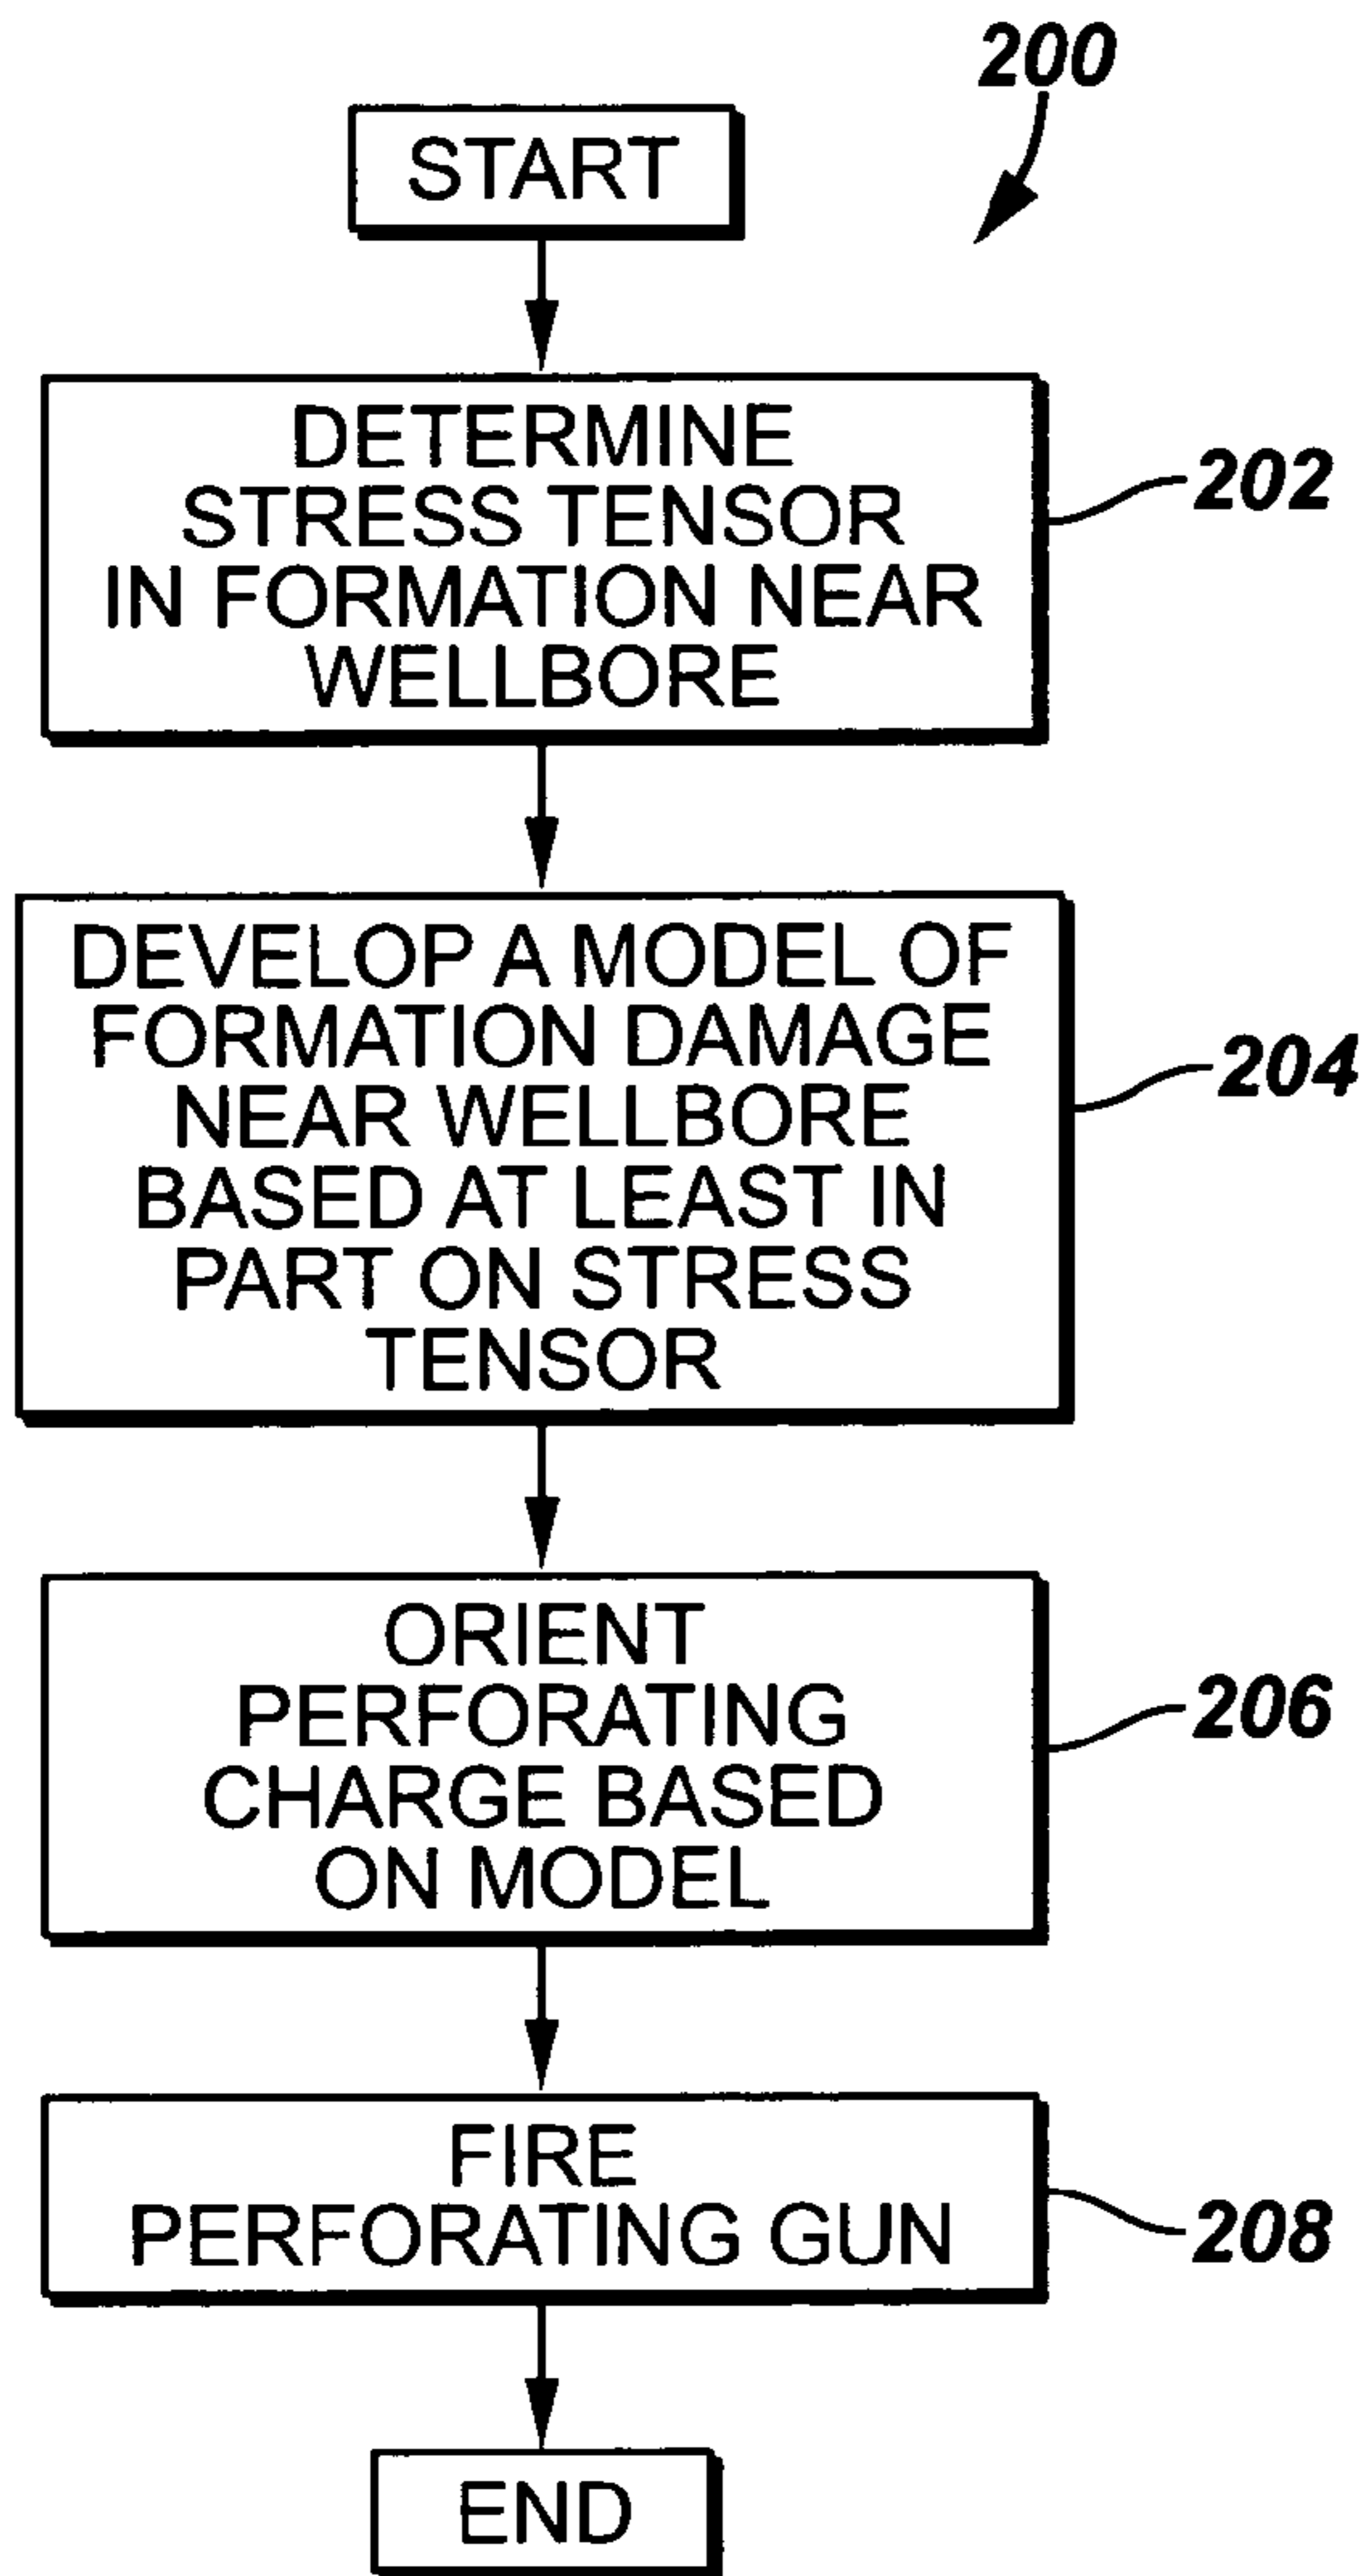 200
START
DETERMINE
STRESS TENSOR
IN FORMATION NEAR
WELLBORE
202
DEVELOP A MODEL OF
FORMATION DAMAGE
NEAR WELLBORE
BASED AT LEAST IN
PART ON STRESS
TENSOR
204
ORIENT
PERFORATING
CHARGE BASED
ON MODEL
206
FIRE
PERFORATING GUN
208
END